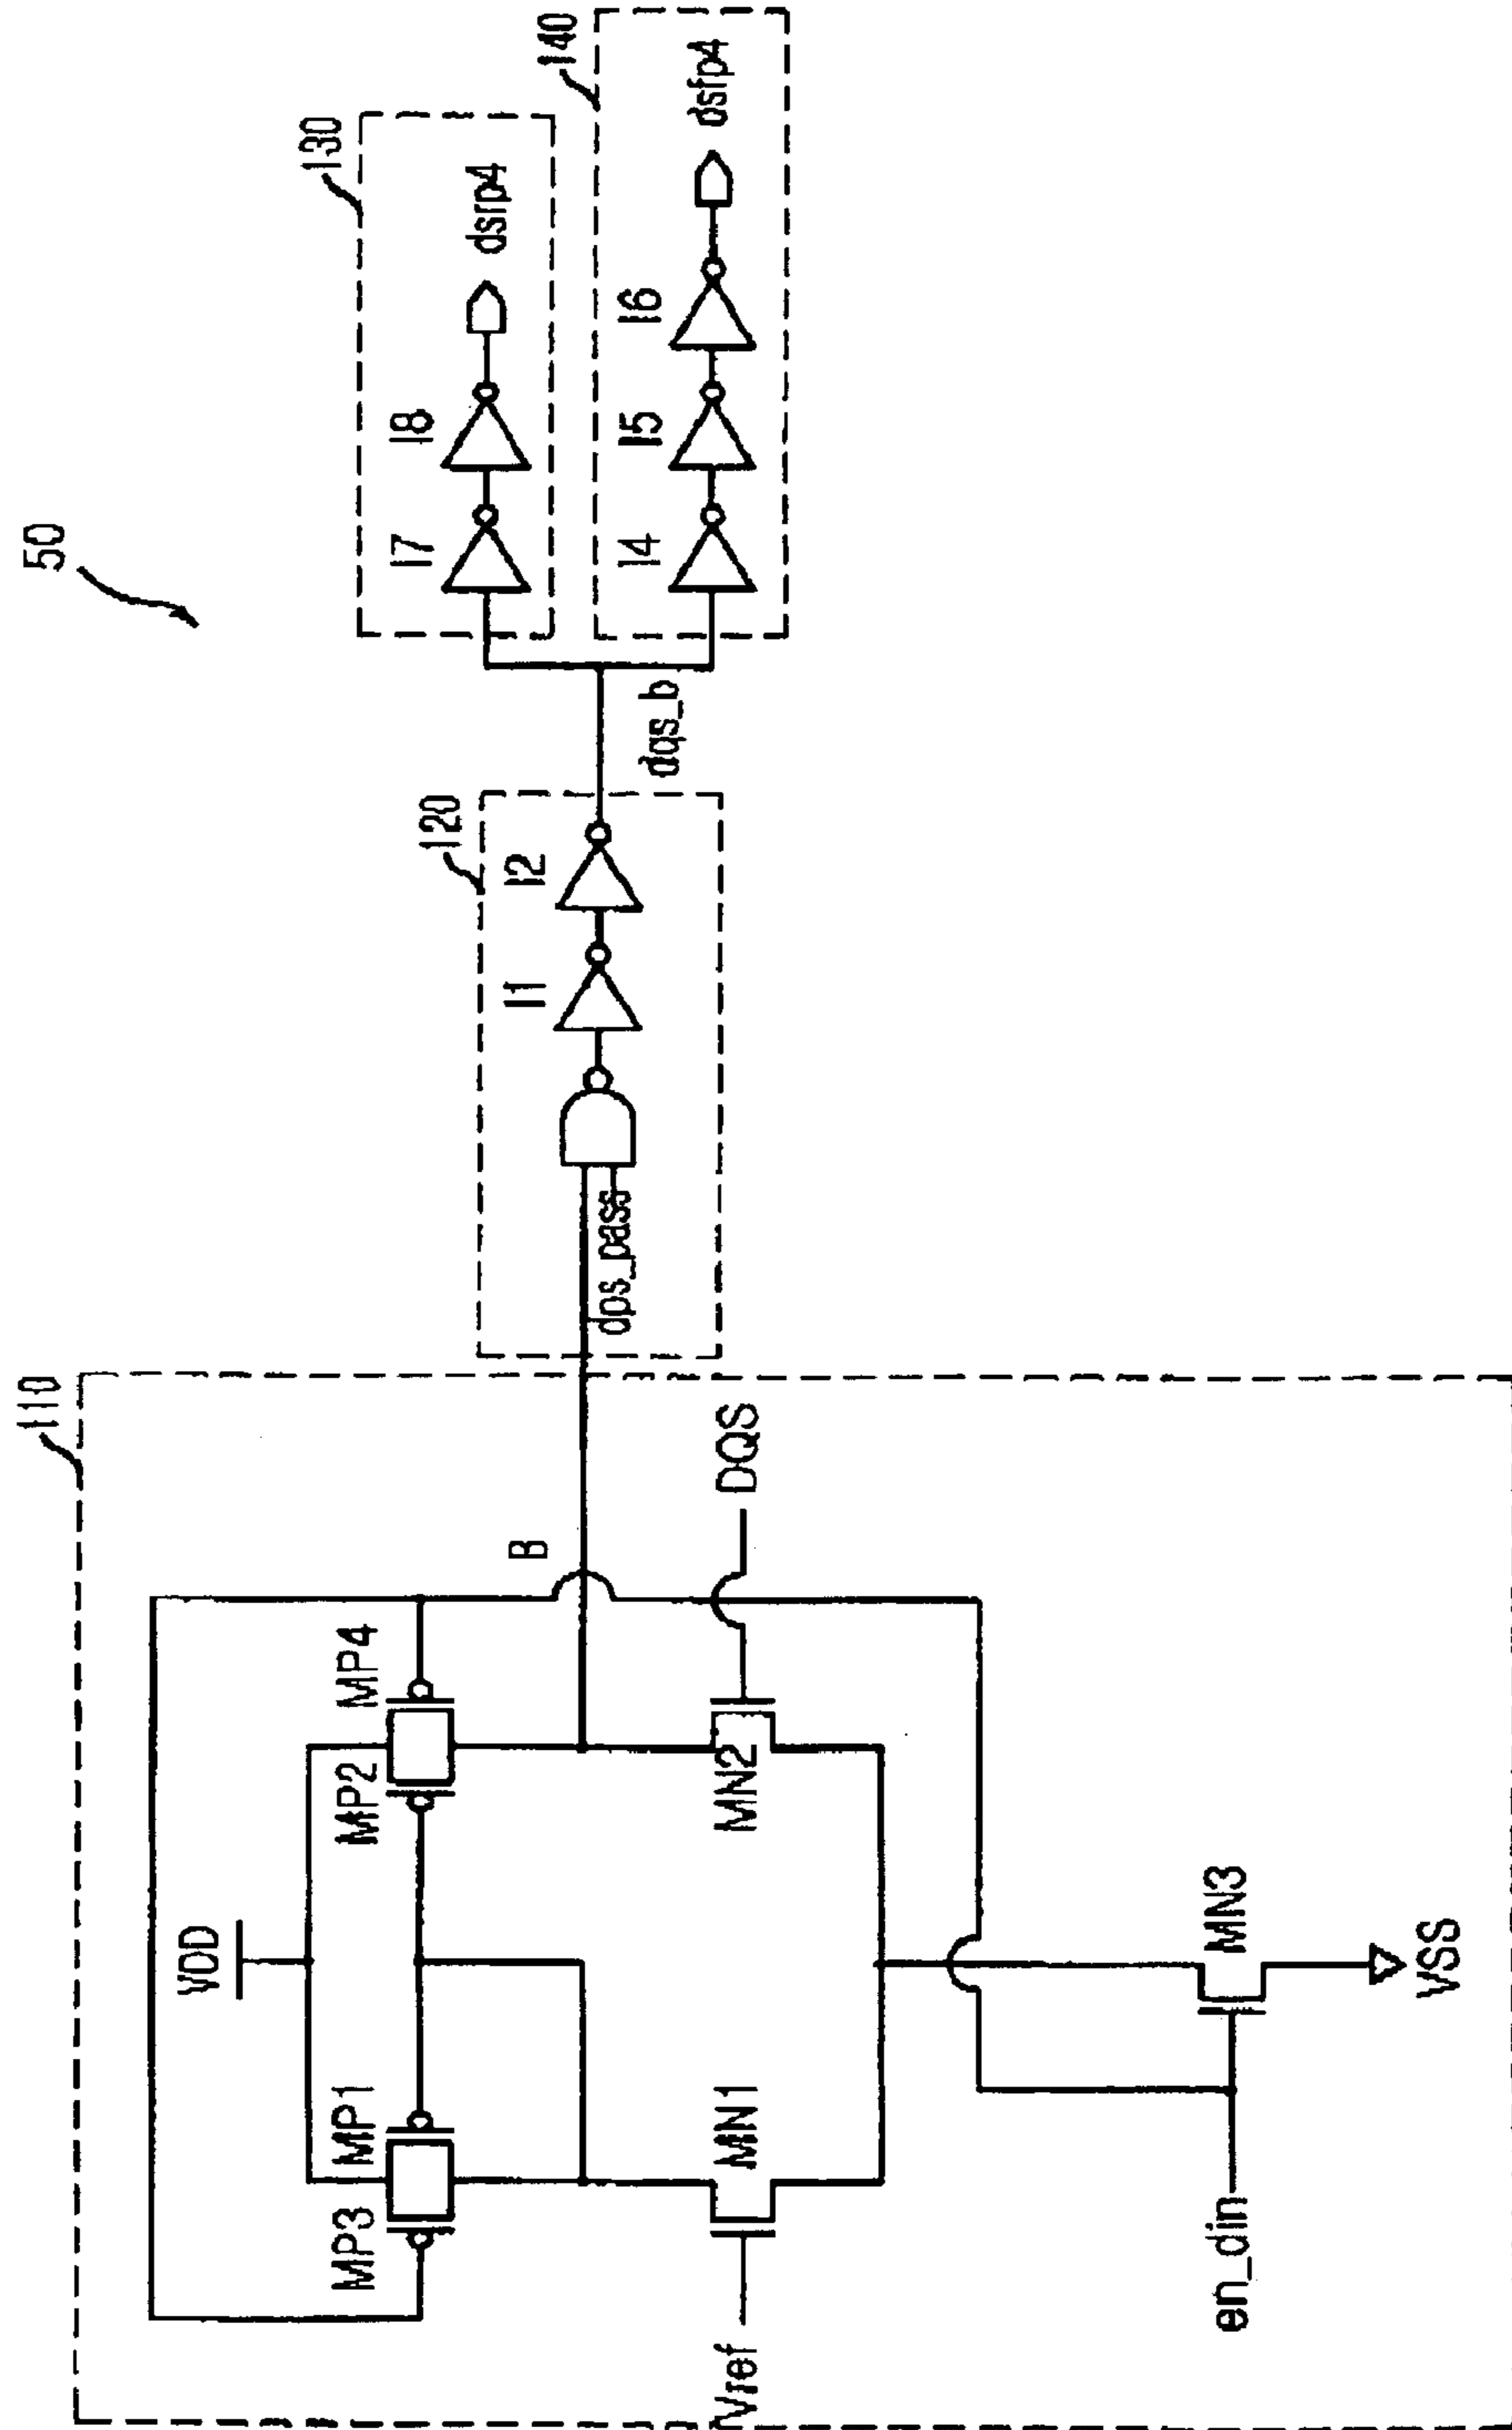 50
110
VDD
MP3
MP1
MP2
MP4
B
Vref
MN1
MN2
DQS
en_din
MN3
VSS
120
dps_pass
I1
I2
dqs_b
130
I7
I8
dsrp4
140
I4
I5
I6
dsfp4